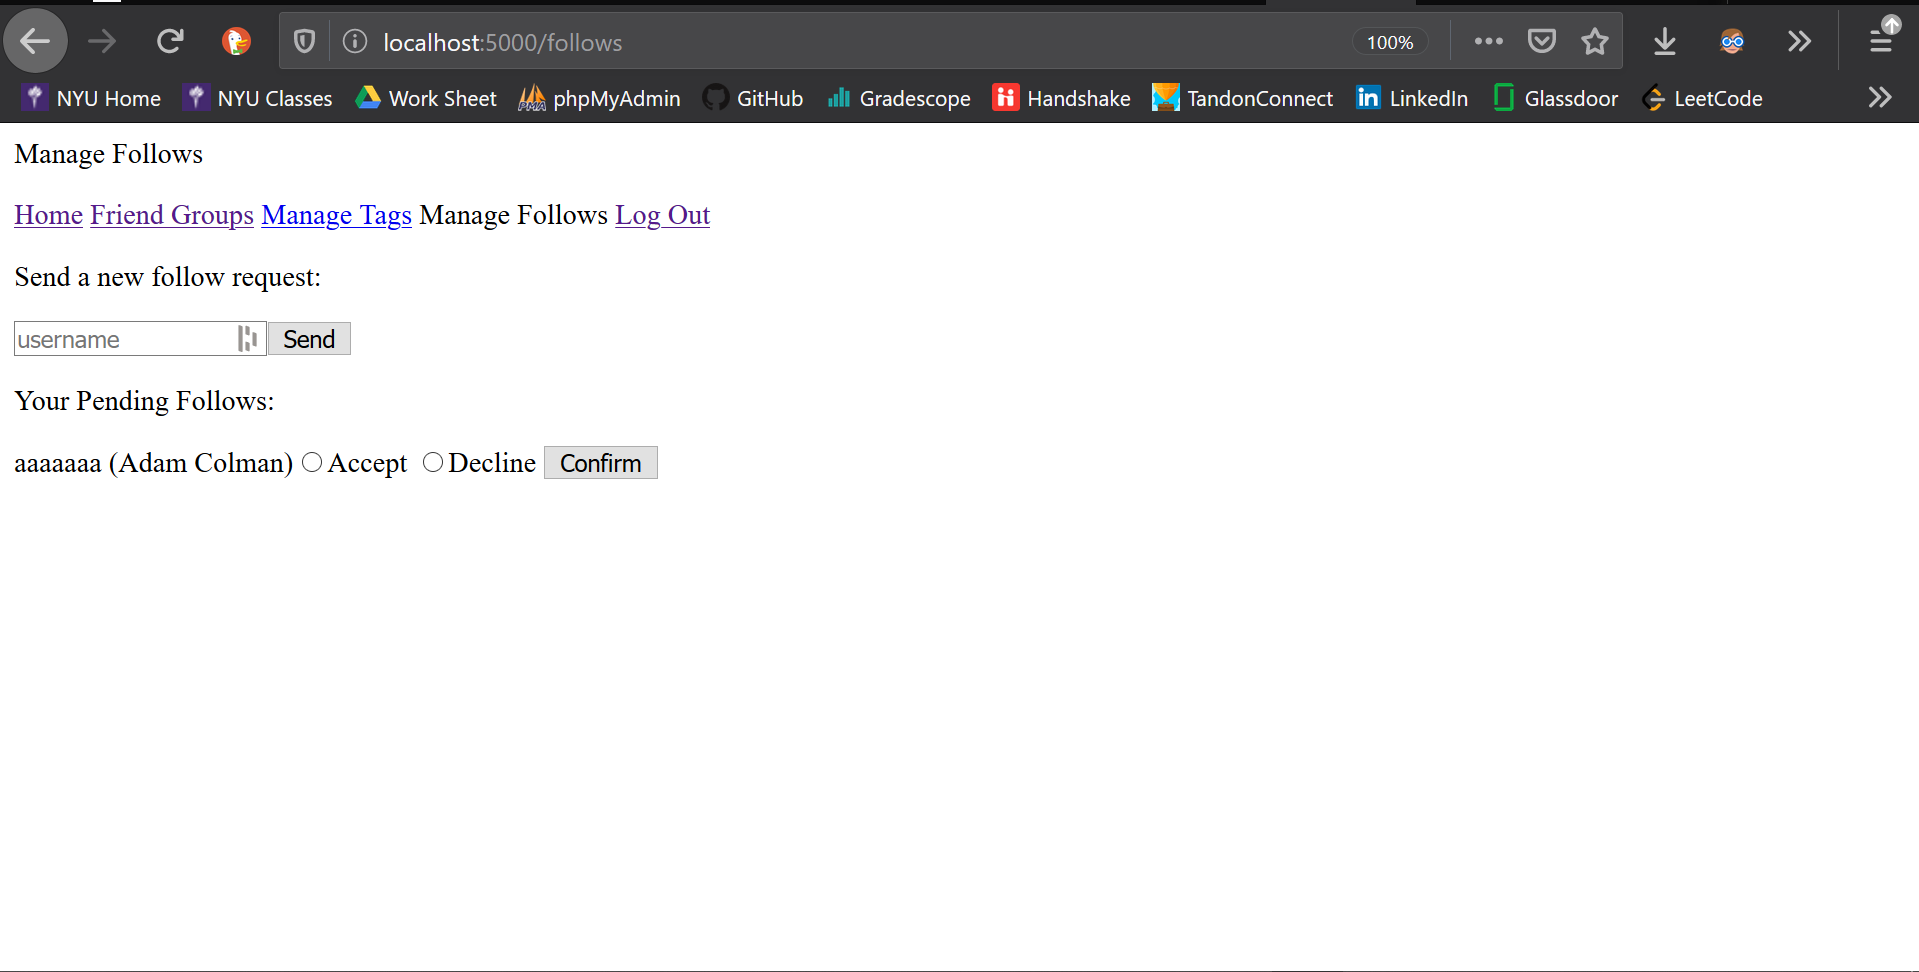 localhost:5000/follows 100%
NYU Home NYU Classes Work Sheet PMA phpMyAdmin GitHub Gradescope Handshake TandonConnect in LinkedIn Glassdoor LeetCode
Manage Follows
Home Friend Groups Manage Tags Manage Follows Log Out
Send a new follow request:
username Send
Your Pending Follows:
aaaaaaa (Adam Colman) Accept Decline Confirm